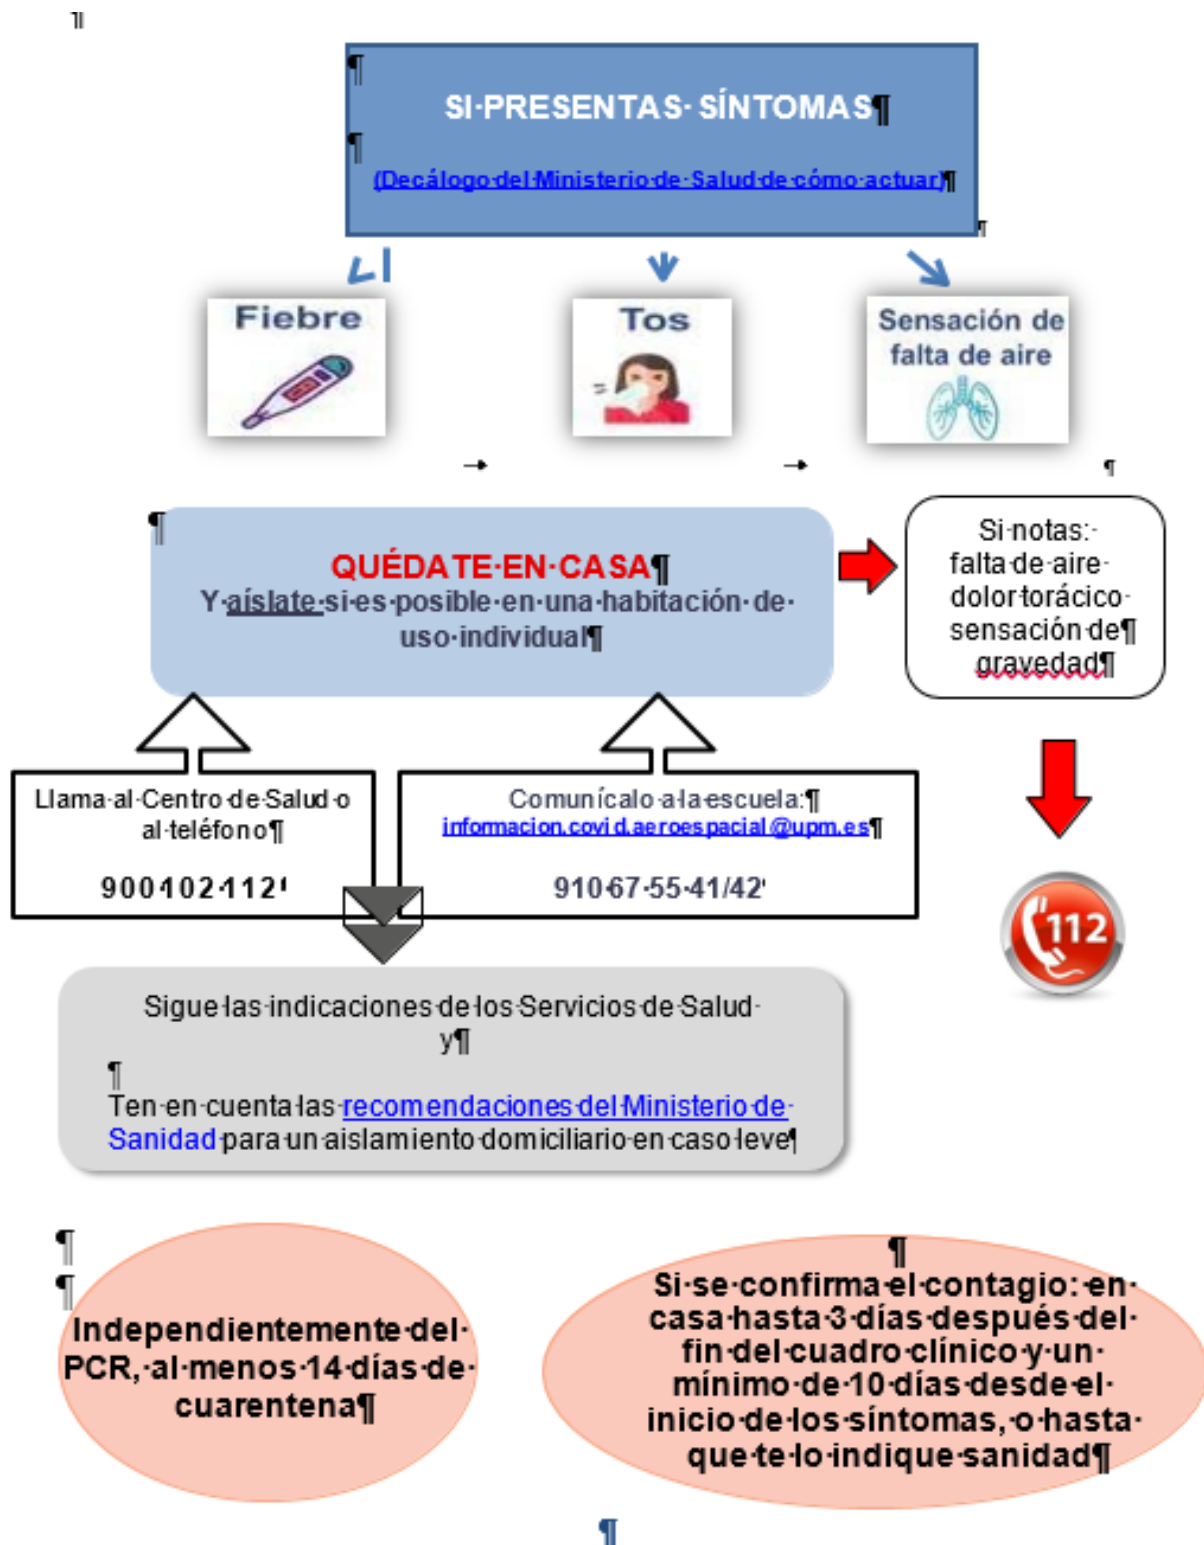 SI PRESENTAS SÍNTOMAS
(Decálogo del Ministerio de Salud de cómo actuar)
Fiebre
Tos
Sensación de
falta de aire
QUÉDATE EN CASA
Y aíslate si es posible en una habitación de
uso individual
Si notas:
falta de aire
dolor torácico
sensación de
gravedad
Llama al Centro de Salud o
al teléfono
900 102 112
Comunícalo a la escuela:
informacion.covid.aeroespacial@upm.es
910 67 55 41/42
112
Sigue las indicaciones de los Servicios de Salud
y
Ten en cuenta las recomendaciones del Ministerio de
Sanidad para un aislamiento domiciliario en caso leve
Independientemente del
PCR, al menos 14 días de
cuarentena
Si se confirma el contagio: en
casa hasta 3 días después del
fin del cuadro clínico y un
mínimo de 10 días desde el
inicio de los síntomas, o hasta
que te lo indique sanidad